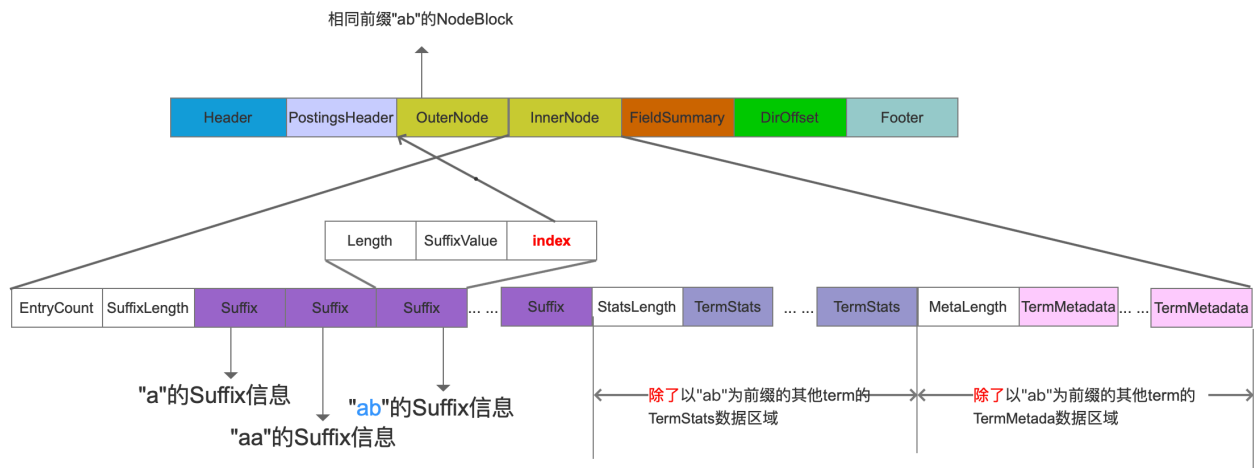 相同前缀"ab"的NodeBlock
Header PostingsHeader OuterNode InnerNode FieldSummary DirOffset Footer
Length SuffixValue index
EntryCount SuffixLength Suffix Suffix Suffix ... ... Suffix StatsLength TermStats ... ... TermStats MetaLength TermMetadata ... ... TermMetadata
"a"的Suffix信息
"aa"的Suffix信息
"ab"的Suffix信息
除了以"ab"为前缀的其他term的
TermStats数据区域
除了以"ab"为前缀的其他term的
TermMetada数据区域